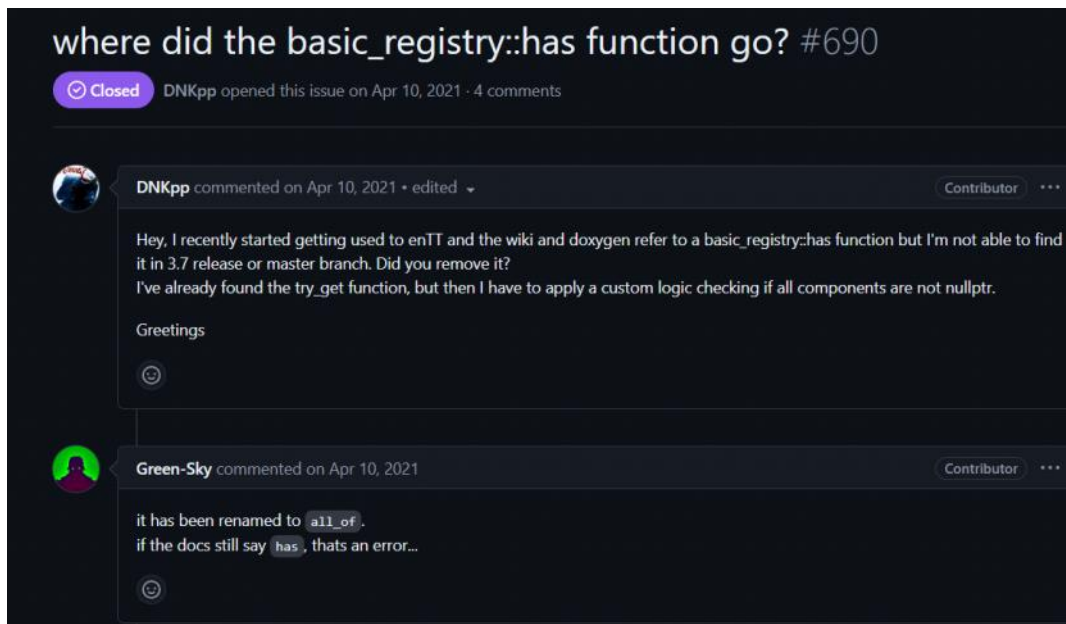 where did the basic_registry::has function go? #690
Closed DNKpp opened this issue on Apr 10, 2021 · 4 comments
DNKpp commented on Apr 10, 2021 • edited
Contributor
Hey, I recently started getting used to enTT and the wiki and doxygen refer to a basic_registry::has function but I'm not able to find
it in 3.7 release or master branch. Did you remove it?
I've already found the try_get function, but then I have to apply a custom logic checking if all components are not nullptr.
Greetings
Green-Sky commented on Apr 10, 2021
Contributor
it has been renamed to all_of.
if the docs still say has, thats an error...